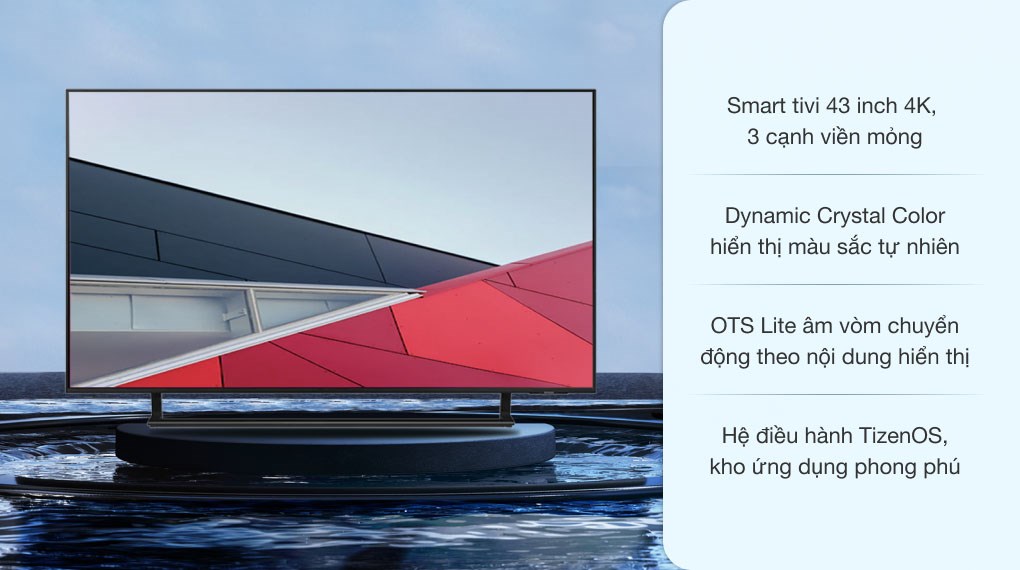 Smart tivi 43 inch 4K,
3 cạnh viền mỏng
Dynamic Crystal Color
hiển thị màu sắc tự nhiên
OTS Lite âm vòm chuyển
động theo nội dung hiển thị
Hệ điều hành TizenOS,
kho ứng dụng phong phú